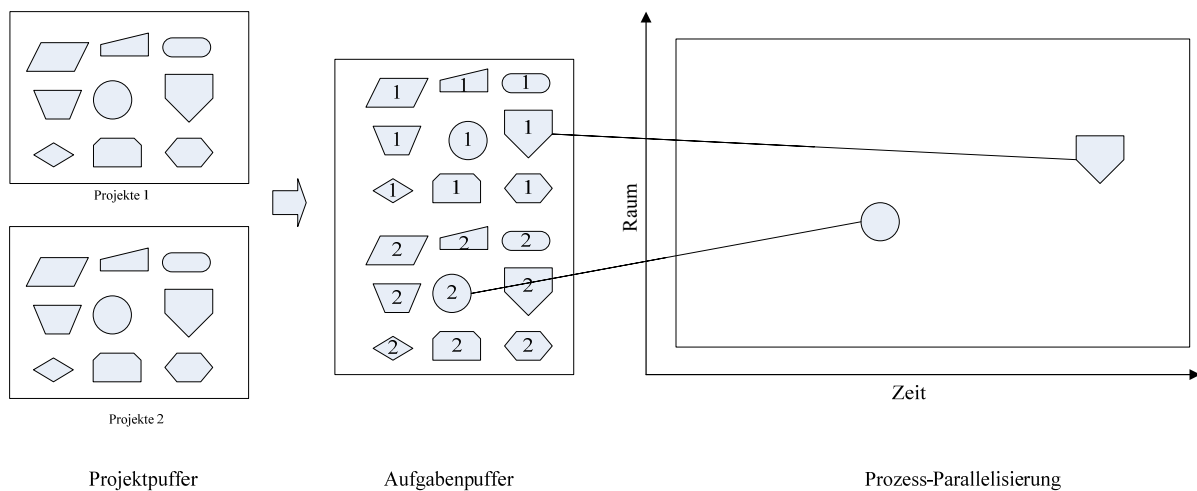 Projekte 1
Projekte 2
Projektpuffer
1 1 1
1 1 1
1 1 1
2 2 2
2 2 2
2 2 2
Aufgabenpuffer
Raum
Zeit
Prozess-Parallelisierung